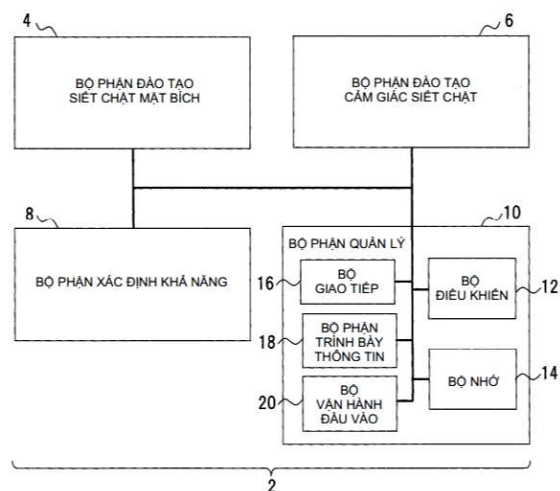 4
6
BỘ PHẬN ĐÀO TẠO
SIẾT CHẶT MẶT BÍCH
BỘ PHẬN ĐÀO TẠO
CẢM GIÁC SIẾT CHẶT
8
10
BỘ PHẬN XÁC ĐỊNH KHẢ NĂNG
BỘ PHẬN QUẢN LÝ
16
BỘ
GIAO TIẾP
BỘ
ĐIỀU KHIỂN
12
18
BỘ PHẬN
TRÌNH BÀY
THÔNG TIN
BỘ NHỚ
14
20
BỘ
VẬN HÀNH
ĐẦU VÀO
2